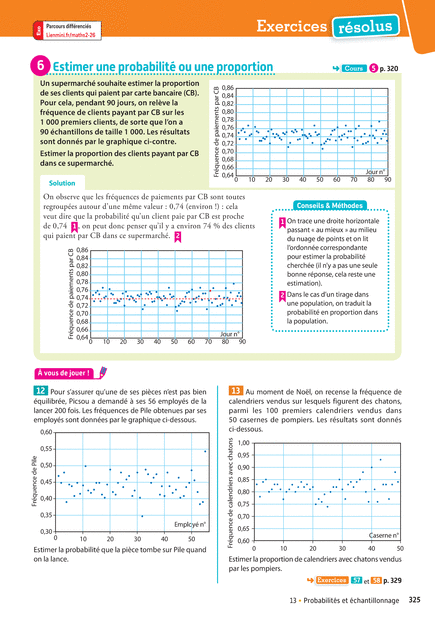 Exo
Parcours différenciés
Lienmini.fr/maths2-26
Exercices résolus
6 Estimer une probabilité ou une proportion
Cours 5 p. 320
Un supermarché souhaite estimer la proportion
de ses clients qui paient par carte bancaire (CB).
Pour cela, pendant 90 jours, on relève la
fréquence de clients payant par CB sur les
1 000 premiers clients, de sorte que l'on a
90 échantillons de taille 1 000. Les résultats
sont donnés par le graphique ci-contre.
Estimer la proportion des clients payant par CB
dans ce supermarché.
Fréquence de paiements par CB
0,86
0,84
0,82
0,80
0,78
0,76
0,74
0,72
0,70
0,68
0,66
0,64
Jour n°
0 10 20 30 40 50 60 70 80 90
Solution
On observe que les fréquences de paiements par CB sont toutes
regroupées autour d'une même valeur : 0,74 (environ !) : cela
veut dire que la probabilité qu'un client paie par CB est proche
de 0,74 1, on peut donc penser qu'il y a environ 74 % des clients
qui paient par CB dans ce supermarché. 2
Fréquence de paiements par CB
0,86
0,84
0,82
0,80
0,78
0,76
0,74
0,72
0,70
0,68
0,66
0,64
Jour n°
0 10 20 30 40 50 60 70 80 90
Conseils & Méthodes
1 On trace une droite horizontale
passant « au mieux » au milieu
du nuage de points et on lit
l'ordonnée correspondante
pour estimer la probabilité
cherchée (il n'y a pas une seule
bonne réponse, cela reste une
estimation).
2 Dans le cas d'un tirage dans
une population, on traduit la
probabilité en proportion dans
la population.
À vous de jouer !
12 Pour s'assurer qu'une de ses pièces n'est pas bien
équilibrée, Picsou a demandé à ses 56 employés de la
lancer 200 fois. Les fréquences de Pile obtenues par ses
employés sont données par le graphique ci-dessous.
Fréquence de Pile
0,60
0,55
0,50
0,45
0,40
0,35
0,30
Employé n°
0 10 20 30 40 50
Estimer la probabilité que la pièce tombe sur Pile quand
on la lance.
13 Au moment de Noël, on recense la fréquence de
calendriers vendus sur lesquels figurent des chatons,
parmi les 100 premiers calendriers vendus dans
50 casernes de pompiers. Les résultats sont donnés
ci-dessous.
Fréquence de calendriers avec chatons
1,00
0,95
0,90
0,85
0,80
0,75
0,70
0,65
0,60
Caserne n°
0 10 20 30 40 50
Estimer la proportion de calendriers avec chatons vendus
par les pompiers.
Exercices 57 et 58 p. 329
13 • Probabilités et échantillonnage 325